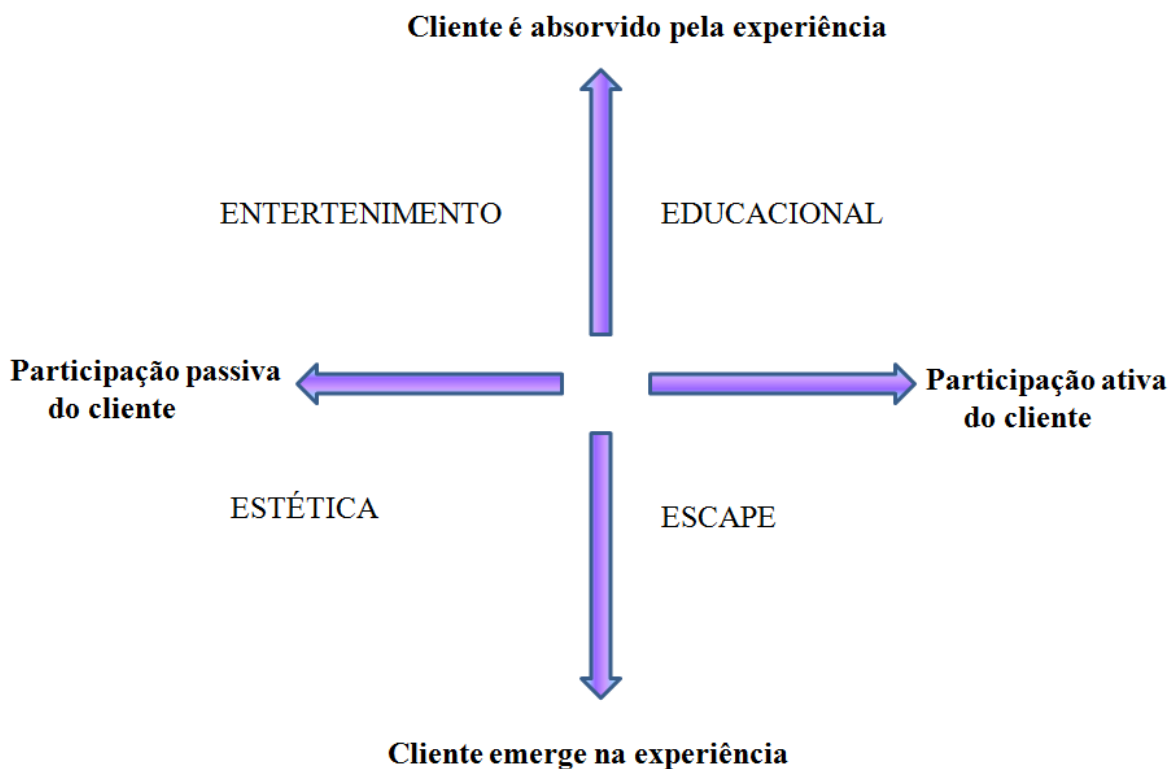 Cliente é absorvido pela experiência
ENTERTENIMENTO
EDUCACIONAL
Participação passiva
do cliente
Participação ativa
do cliente
ESTÉTICA
ESCAPE
Cliente emerge na experiência